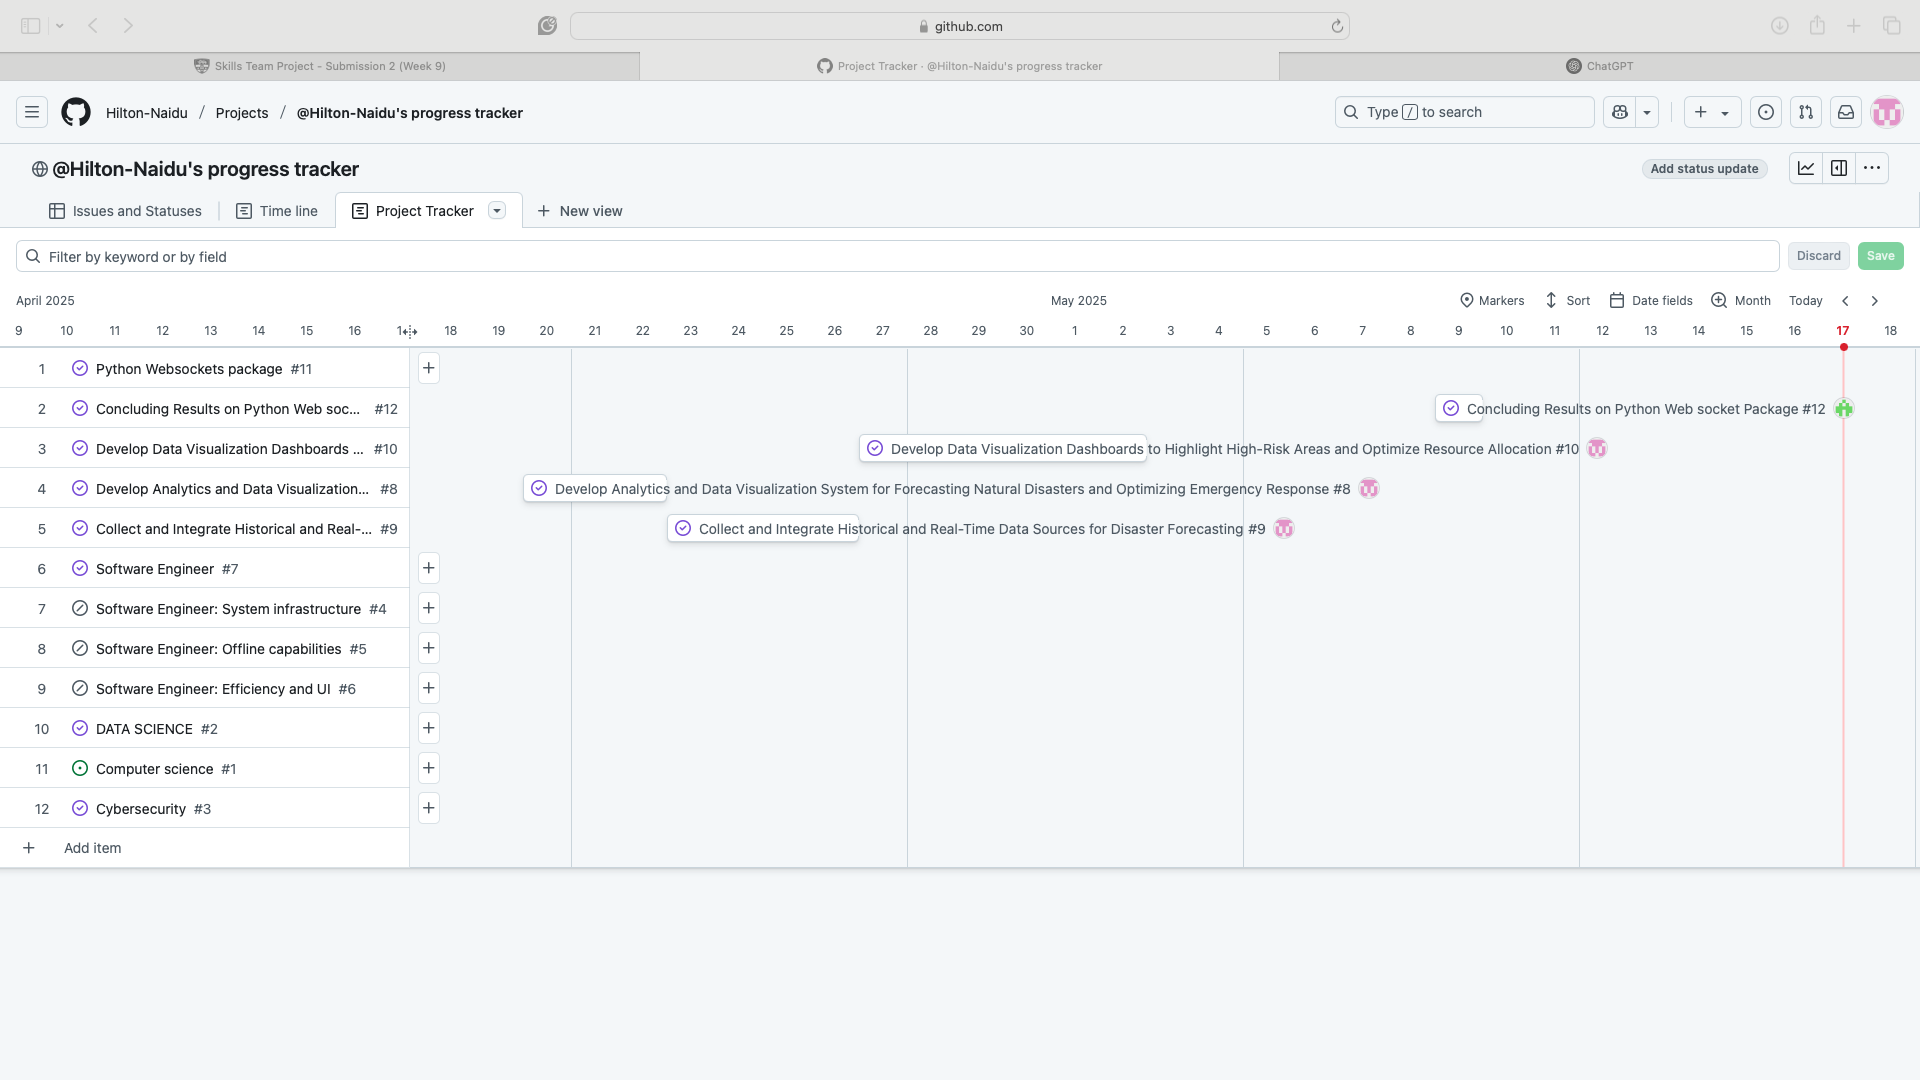 github.com
Skills Team Project - Submission 2 (Week 9)
Project Tracker · @Hilton-Naidu's progress tracker
ChatGPT
Hilton-Naidu / Projects / @Hilton-Naidu's progress tracker
Type / to search
@Hilton-Naidu's progress tracker
Add status update
Issues and Statuses
Time line
Project Tracker
New view
Filter by keyword or by field
Discard
Save
April 2025
May 2025
Markers
Sort
Date fields
Month
Today
9 10 11 12 13 14 15 16 18 19 20 21 22 23 24 25 26 27 28 29 30 1 2 3 4 5 6 7 8 9 10 11 12 13 14 15 16 17 18
1 Python Websockets package #11
2 Concluding Results on Python Web soc... #12
Concluding Results on Python Web socket Package #12
3 Develop Data Visualization Dashboards ... #10
Develop Data Visualization Dashboards to Highlight High-Risk Areas and Optimize Resource Allocation #10
4 Develop Analytics and Data Visualization... #8
Develop Analytics and Data Visualization System for Forecasting Natural Disasters and Optimizing Emergency Response #8
5 Collect and Integrate Historical and Real-... #9
Collect and Integrate Historical and Real-Time Data Sources for Disaster Forecasting #9
6 Software Engineer #7
7 Software Engineer: System infrastructure #4
8 Software Engineer: Offline capabilities #5
9 Software Engineer: Efficiency and UI #6
10 DATA SCIENCE #2
11 Computer science #1
12 Cybersecurity #3
Add item